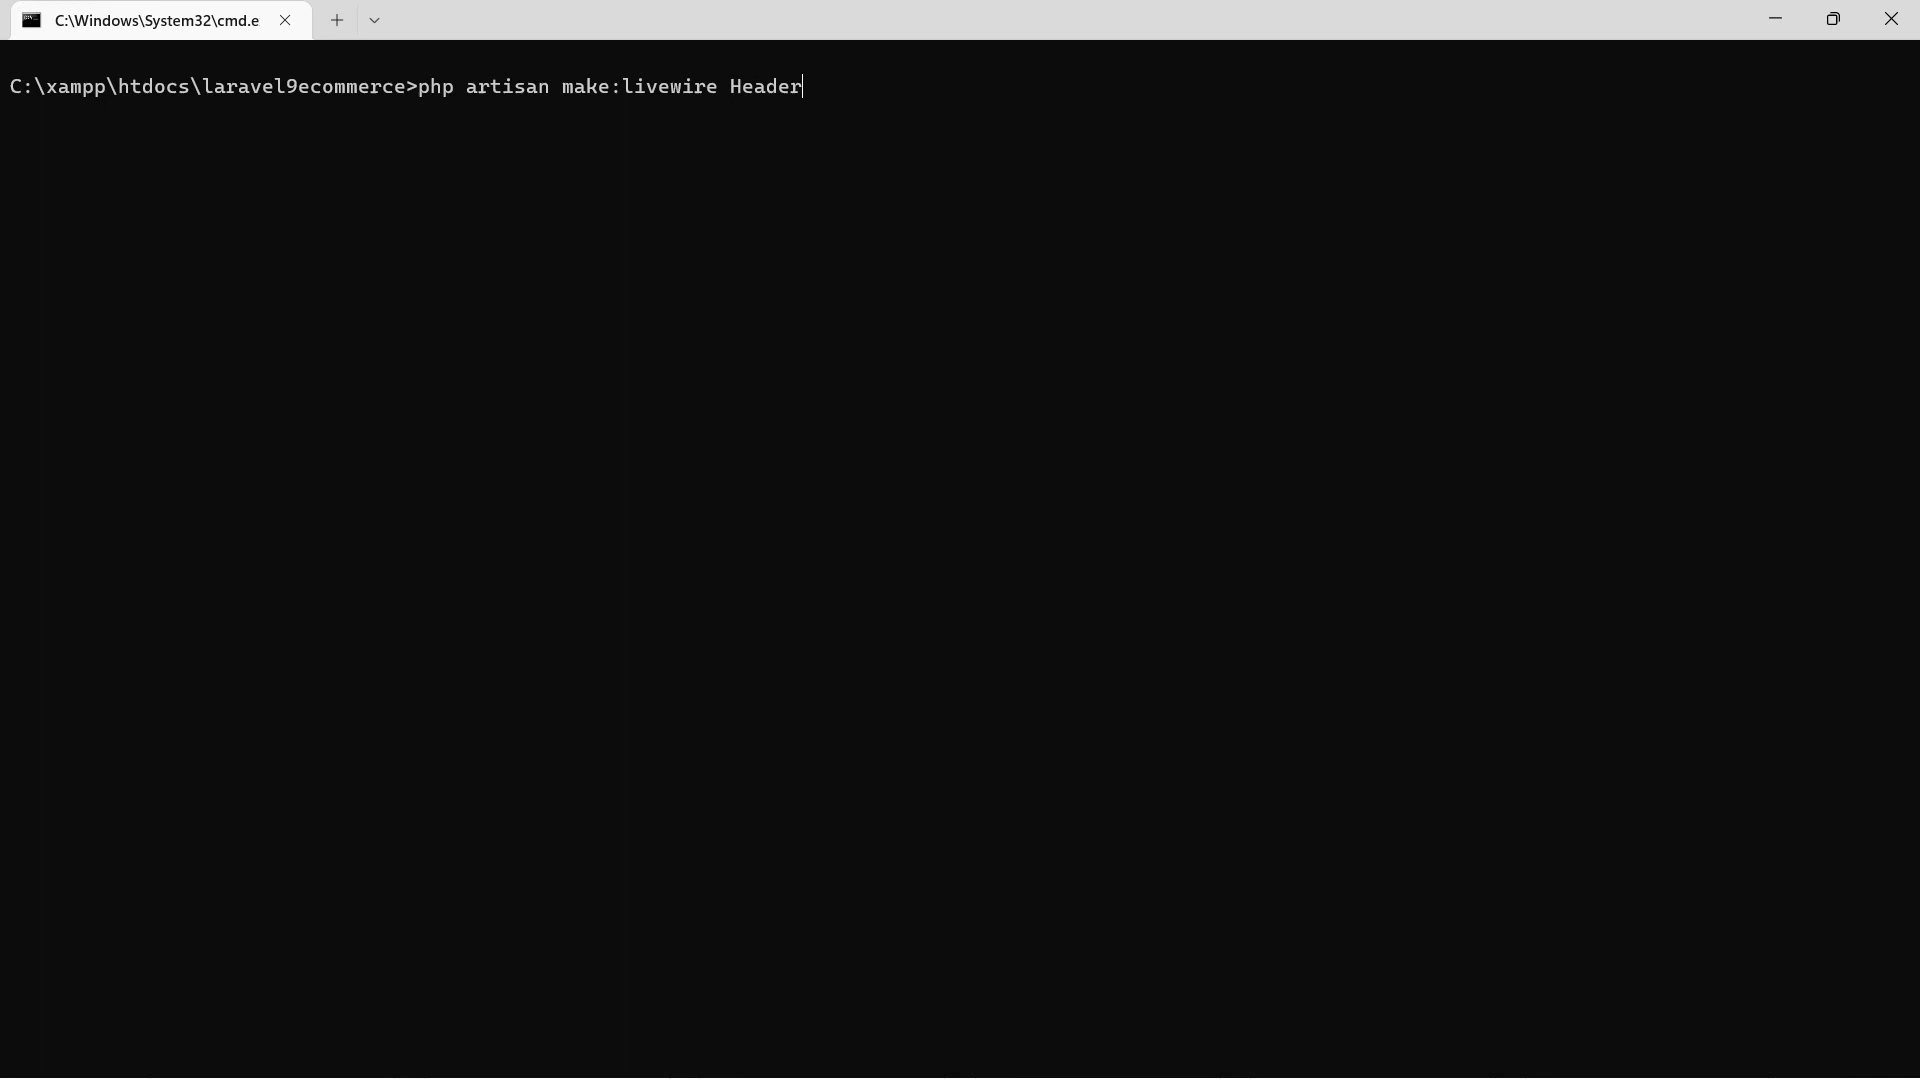 C:\Windows\System32\cmd.e
C:\xampp\htdocs\laravel9ecommerce>php artisan make:livewire Header